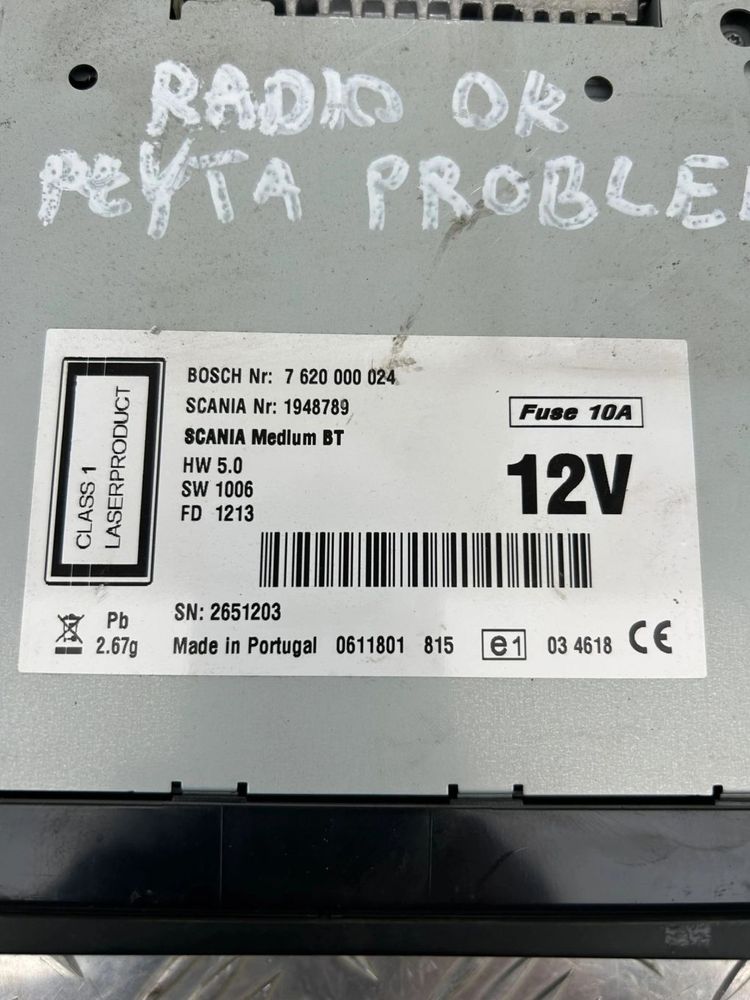 RADIO OK
PŁYTA PROBLE
BOSCH Nr: 7 620 000 024
SCANIA Nr: 1948789
SCANIA Medium BT
HW 5.0
SW 1006
FD 1213
Fuse 10A
12V
CLASS 1
LASERPRODUCT
Pb
2.67g
SN: 2651203
Made in Portugal 0611801 815 e1 03 4618 CE